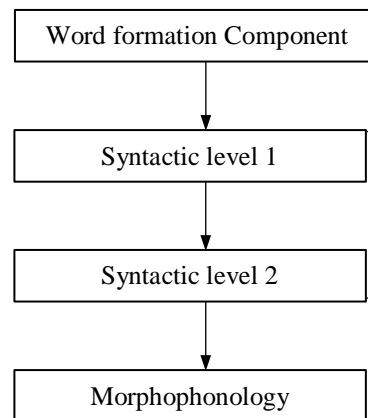 Word formation Component
Syntactic level 1
Syntactic level 2
Morphophonology